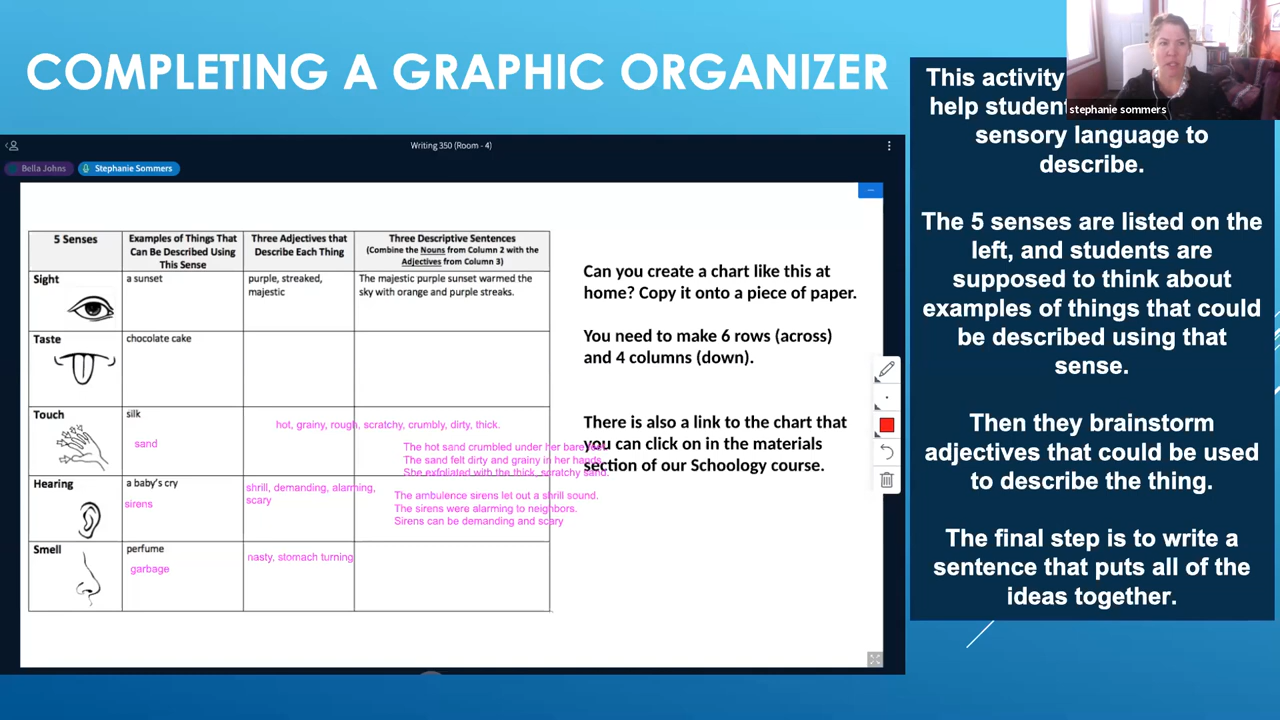 COMPLETING A GRAPHIC ORGANIZER
stephanie sommers
This activity
help student
sensory language to
describe.
The 5 senses are listed on the
left, and students are
supposed to think about
examples of things that could
be described using that
sense.
Then they brainstorm
adjectives that could be used
to describe the thing.
The final step is to write a
sentence that puts all of the
ideas together.
Writing 350 (Room - 4)
Bella Johns
Stephanie Sommers
5 Senses
Examples of Things That
Can Be Described Using
This Sense
Three Adjectives that
Describe Each Thing
Three Descriptive Sentences
(Combine the Nouns from Column 2 with the
Adjectives from Column 3)
Sight
a sunset
purple, streaked,
majestic
The majestic purple sunset warmed the
sky with orange and purple streaks.
Taste
chocolate cake
Touch
silk
sand
hot, grainy, rough, scratchy, crumbly, dirty, thick.
The hot sand crumbled under her bare
The sand felt dirty and grainy in her hands.
She exfoliated with the thick, scratchy sand.
Hearing
a baby's cry
sirens
shrill, demanding, alarming,
scary
The ambulence sirens let out a shrill sound.
The sirens were alarming to neighbors.
Sirens can be demanding and scary
Smell
perfume
garbage
nasty, stomach turning
Can you create a chart like this at
home? Copy it onto a piece of paper.
You need to make 6 rows (across)
and 4 columns (down).
There is also a link to the chart that
you can click on in the materials
section of our Schoology course.